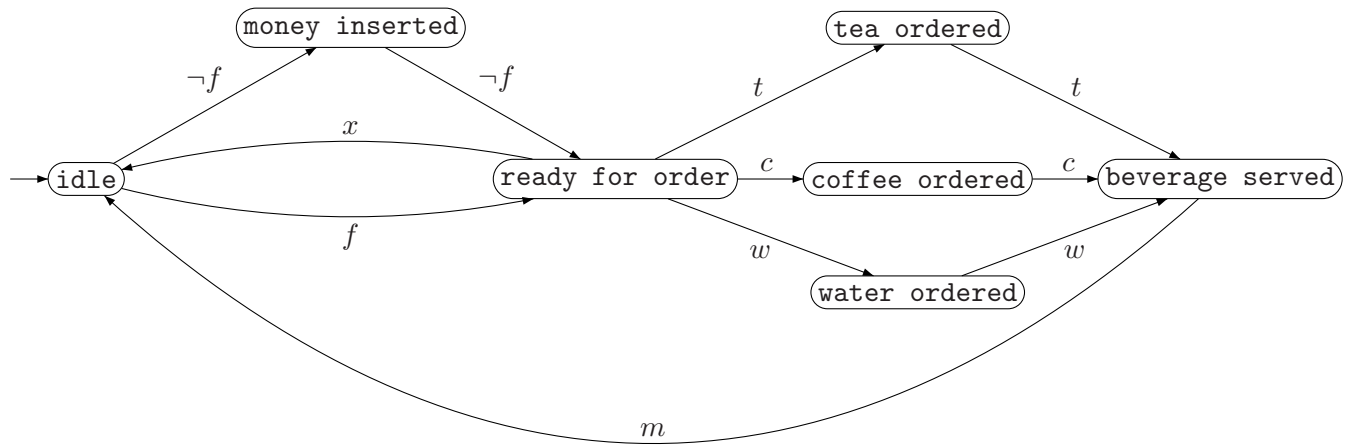 money inserted
tea ordered
¬f
¬f
t
t
x
idle
ready for order
c
coffee ordered
c
beverage served
f
w
w
water ordered
m